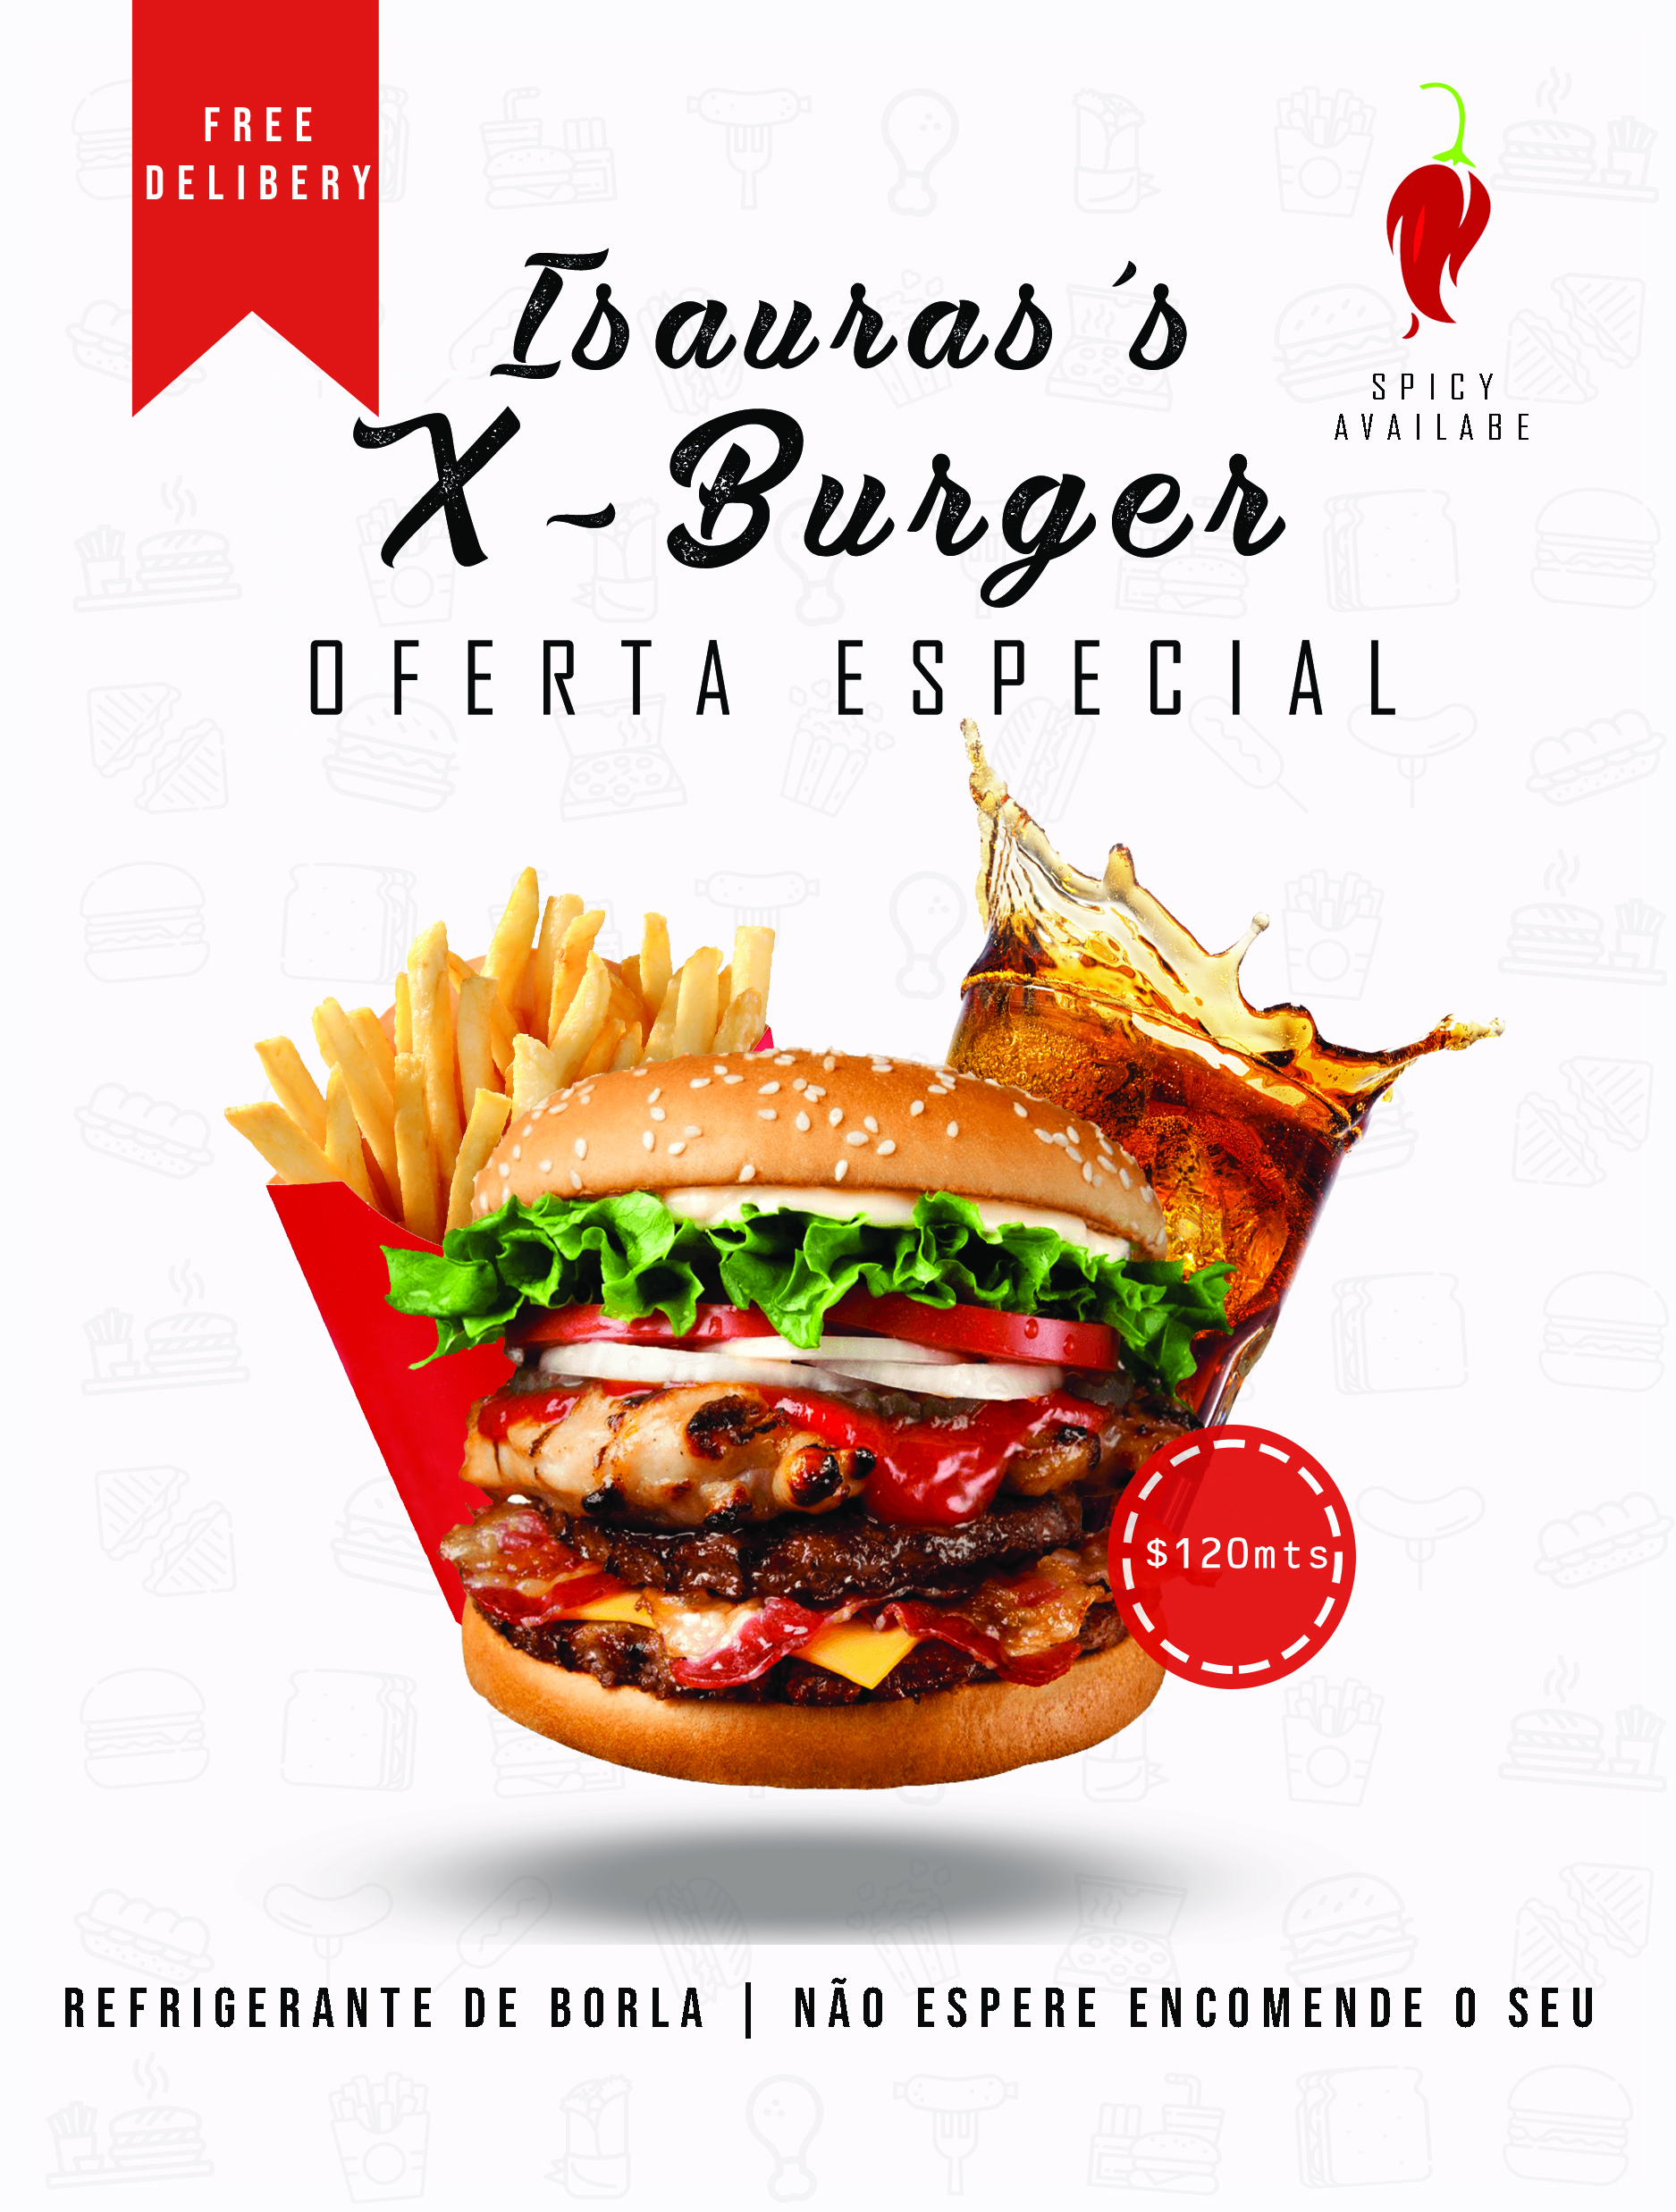 FREE
DELIBERY
Isauras´s
X-Burger
SPICY
AVAILABE
OFERTA ESPECIAL
$120mts
REFRIGERANTE DE BORLA | NÃO ESPERE ENCOMENDE O SEU